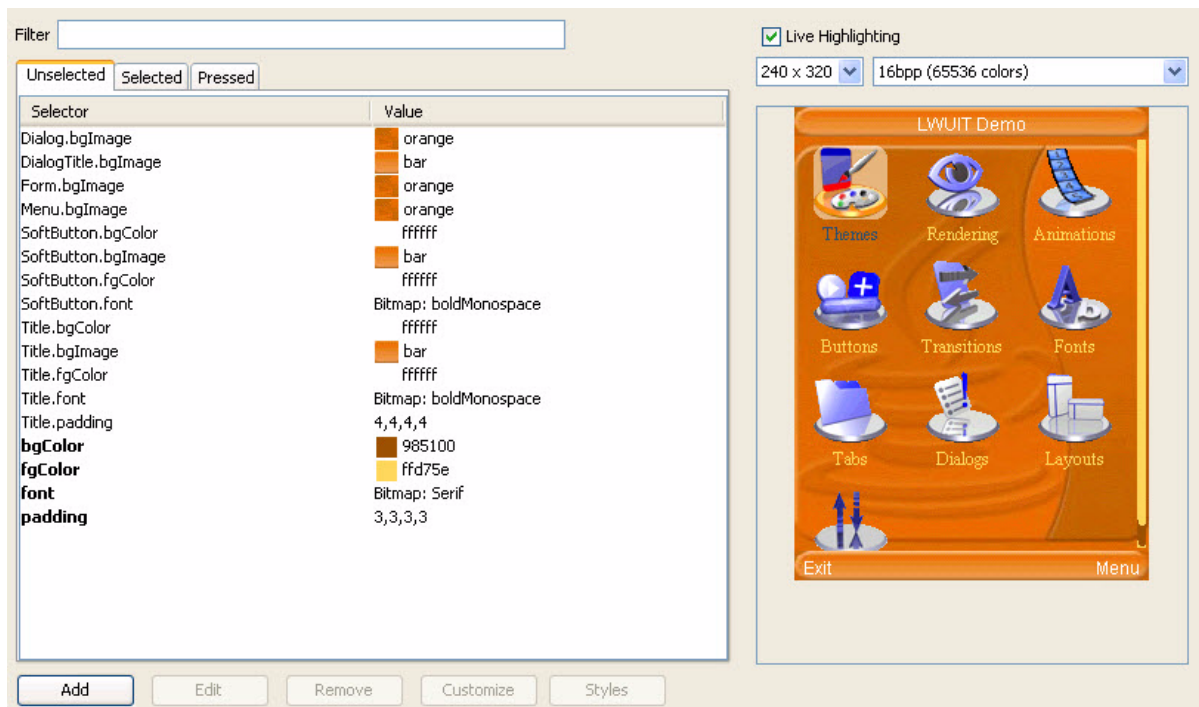 Filter
Live Highlighting
Unselected Selected Pressed
240 x 320 16bpp (65536 colors)
Selector Value
Dialog.bgImage orange
DialogTitle.bgImage bar
Form.bgImage orange
Menu.bgImage orange
SoftButton.bgColor ffffff
SoftButton.bgImage bar
SoftButton.fgColor ffffff
SoftButton.font Bitmap: boldMonospace
Title.bgColor ffffff
Title.bgImage bar
Title.fgColor ffffff
Title.font Bitmap: boldMonospace
Title.padding 4,4,4,4
bgColor 985100
fgColor ffd75e
font Bitmap: Serif
padding 3,3,3,3
Add Edit Remove Customize Styles
LWUIT Demo
Themes Rendering Animations
Buttons Transitions Fonts
Tabs Dialogs Layouts
Exit Menu